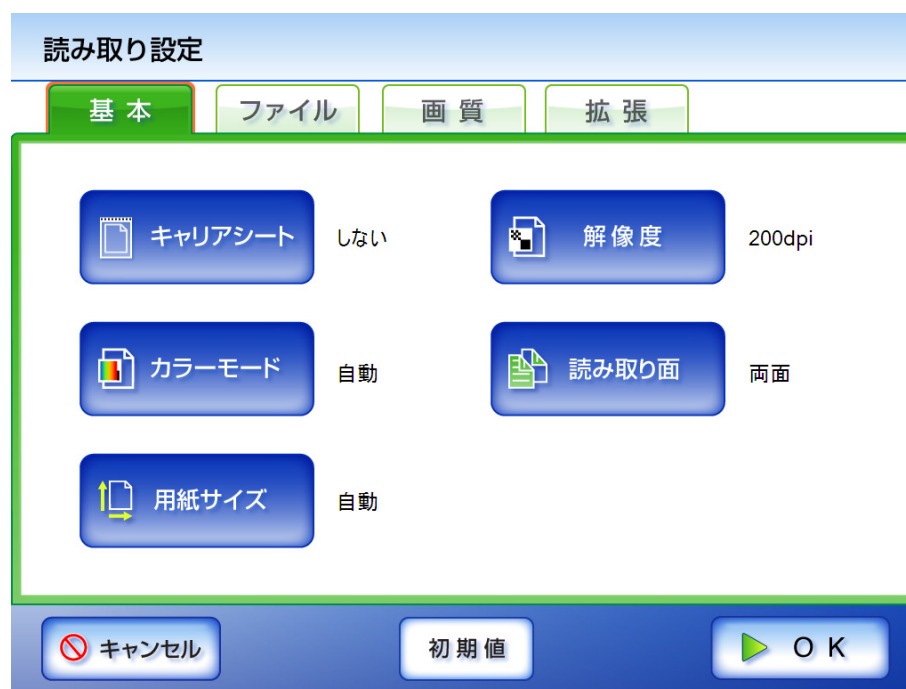 読み取り設定
基本 ファイル 画質 拡張
キャリアシート しない 解像度 200dpi
カラーモード 自動 読み取り面 両面
用紙サイズ 自動
キャンセル 初期値 OK